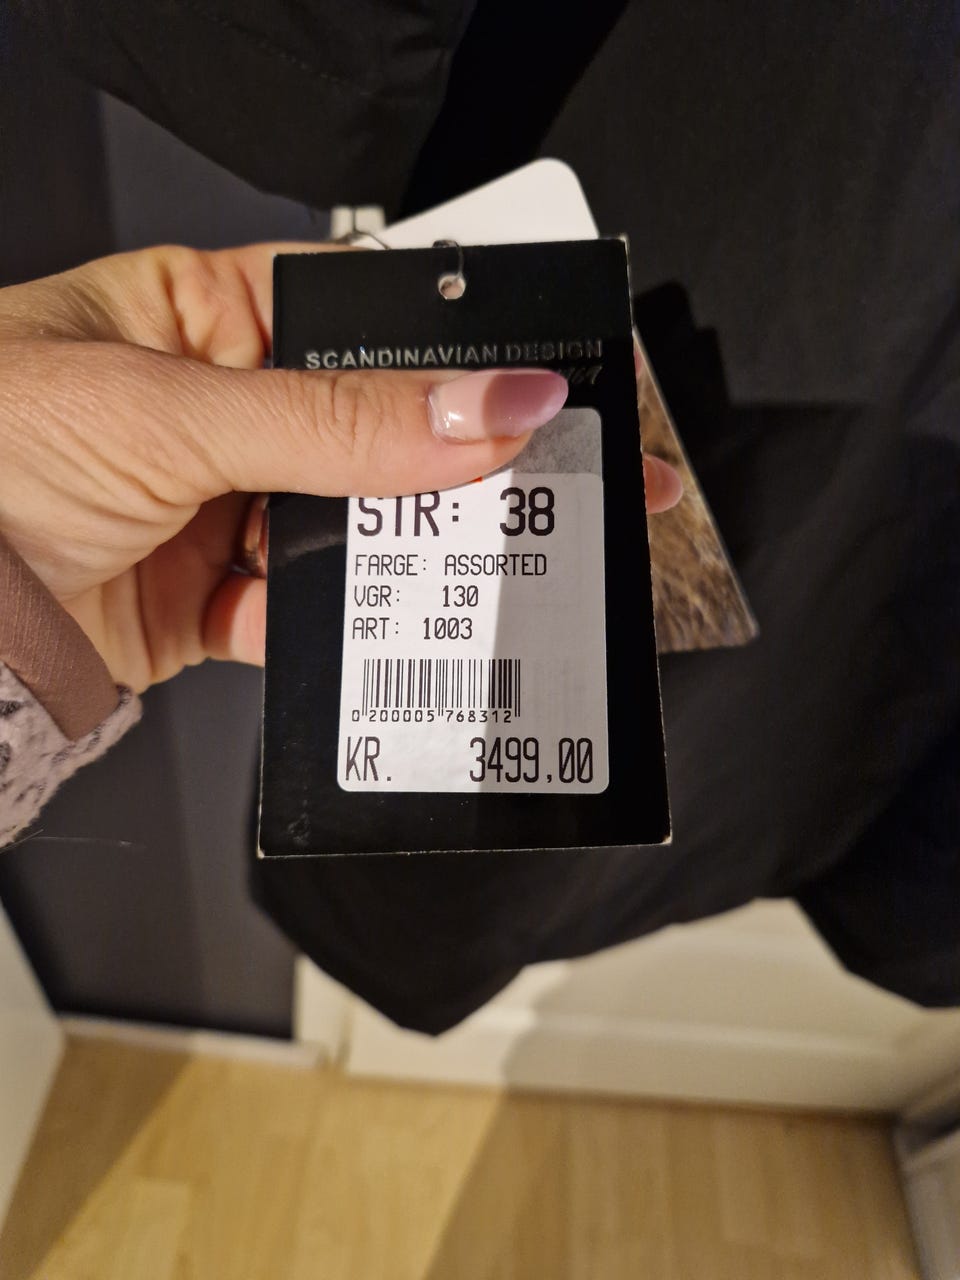 SCANDINAVIAN DESIGN
STR: 38
FARGE: ASSORTED
VGR: 130
ART: 1003
0 200005 768312
KR. 3499,00